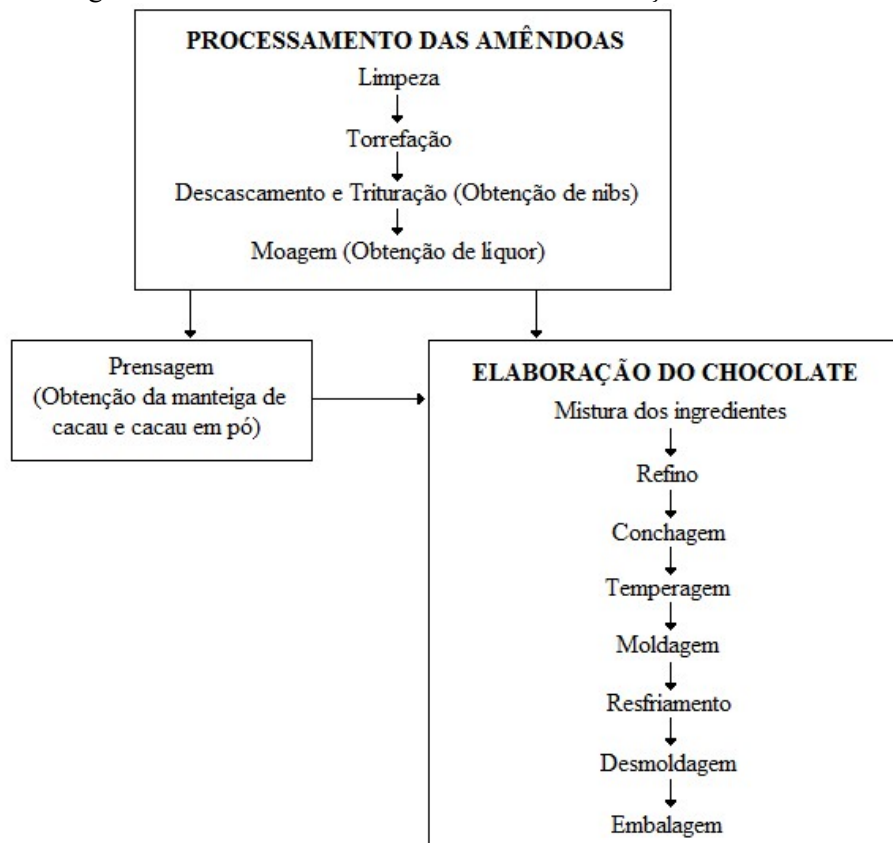 PROCESSAMENTO DAS AMÊNDOAS
Limpeza
Torrefação
Descascamento e Trituração (Obtenção de nibs)
Moagem (Obtenção de líquor)
Prensagem
(Obtenção da manteiga de
cacau e cacau em pó)
ELABORAÇÃO DO CHOCOLATE
Mistura dos ingredientes
Refino
Conchagem
Temperagem
Moldagem
Resfriamento
Desmoldagem
Embalagem